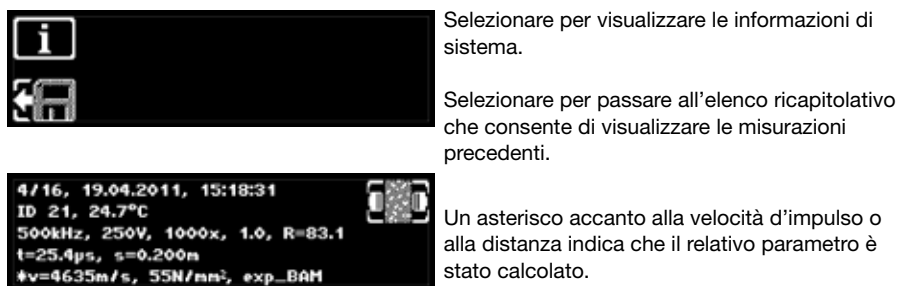 i
Selezionare per visualizzare le informazioni di
sistema.
Selezionare per passare all'elenco ricapitolativo
che consente di visualizzare le misurazioni
precedenti.
4/16, 19.04.2011, 15:18:31
ID 21, 24.7°C
500kHz, 250V, 1000x, 1.0, R=83.1
t=25.4µs, s=0.200m
*v=4635m/s, 55N/mm², exp_BAM
Un asterisco accanto alla velocità d'impulso o
alla distanza indica che il relativo parametro è
stato calcolato.